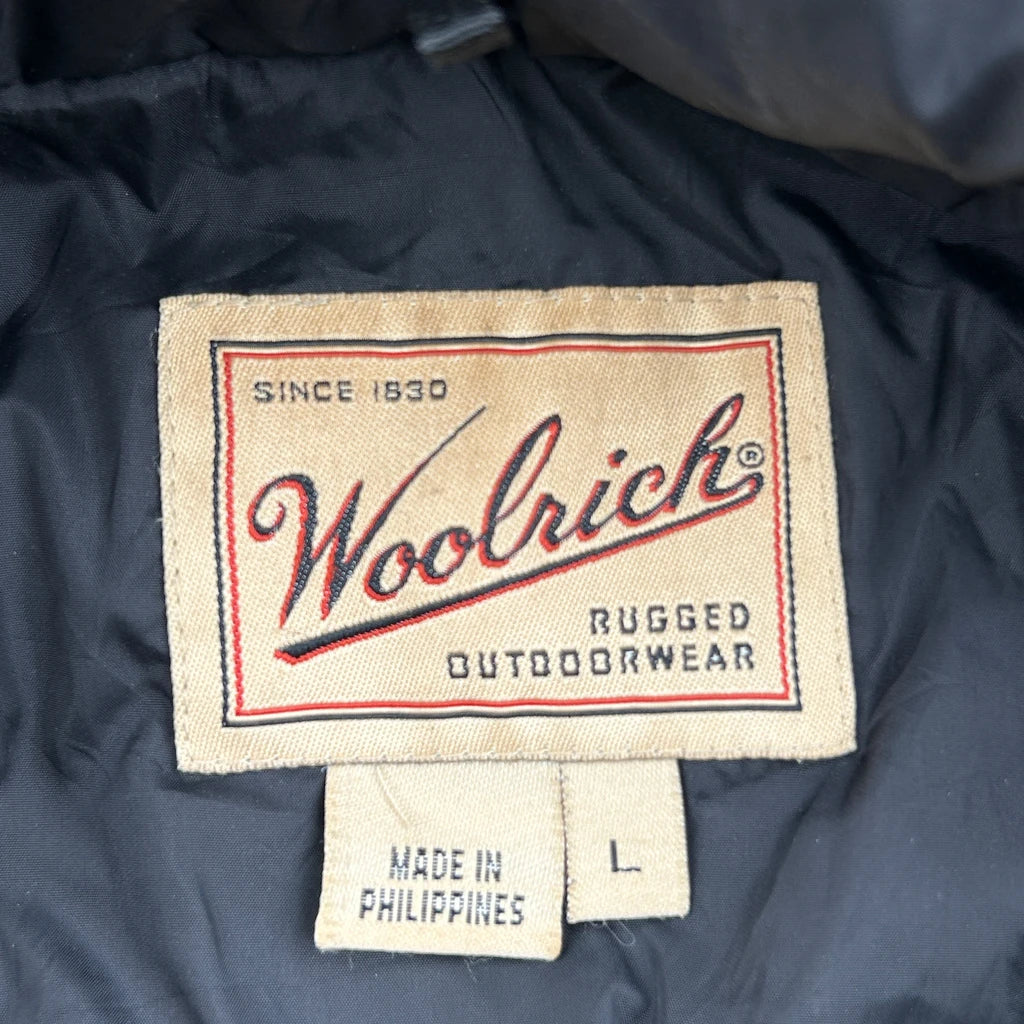 SINCE 1830
Woolrich®
RUGGED
OUTDOORWEAR
MADE IN
PHILIPPINES
L